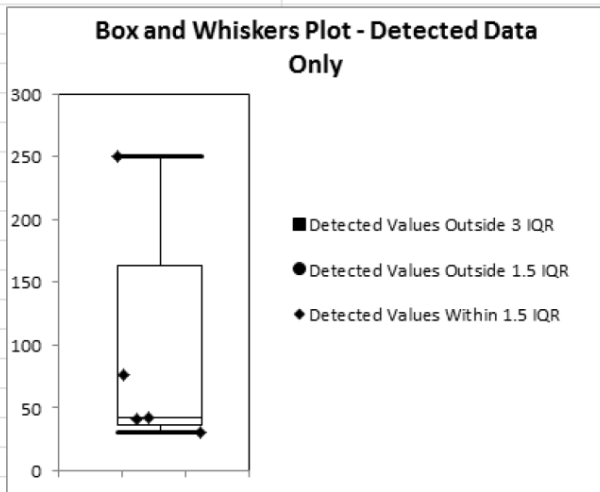 Box and Whiskers Plot - Detected Data
Only
300
250
200
150
100
50
0
Detected Values Outside 3 IQR
Detected Values Outside 1.5 IQR
Detected Values Within 1.5 IQR